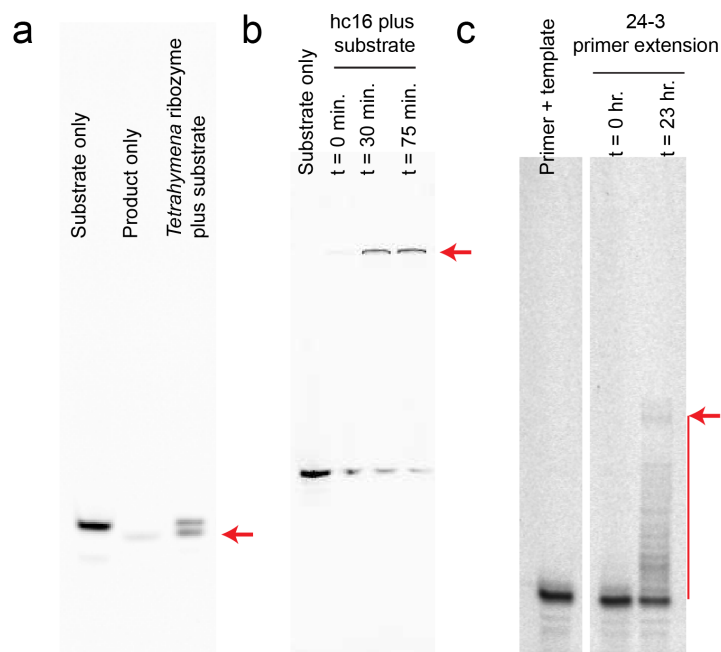 a
Substrate only
Product only
Tetrahymena ribozyme
plus substrate
b
hc16 plus
substrate
Substrate only
t = 0 min.
t = 30 min.
t = 75 min.
c
24-3
primer extension
Primer + template
t = 0 hr.
t = 23 hr.